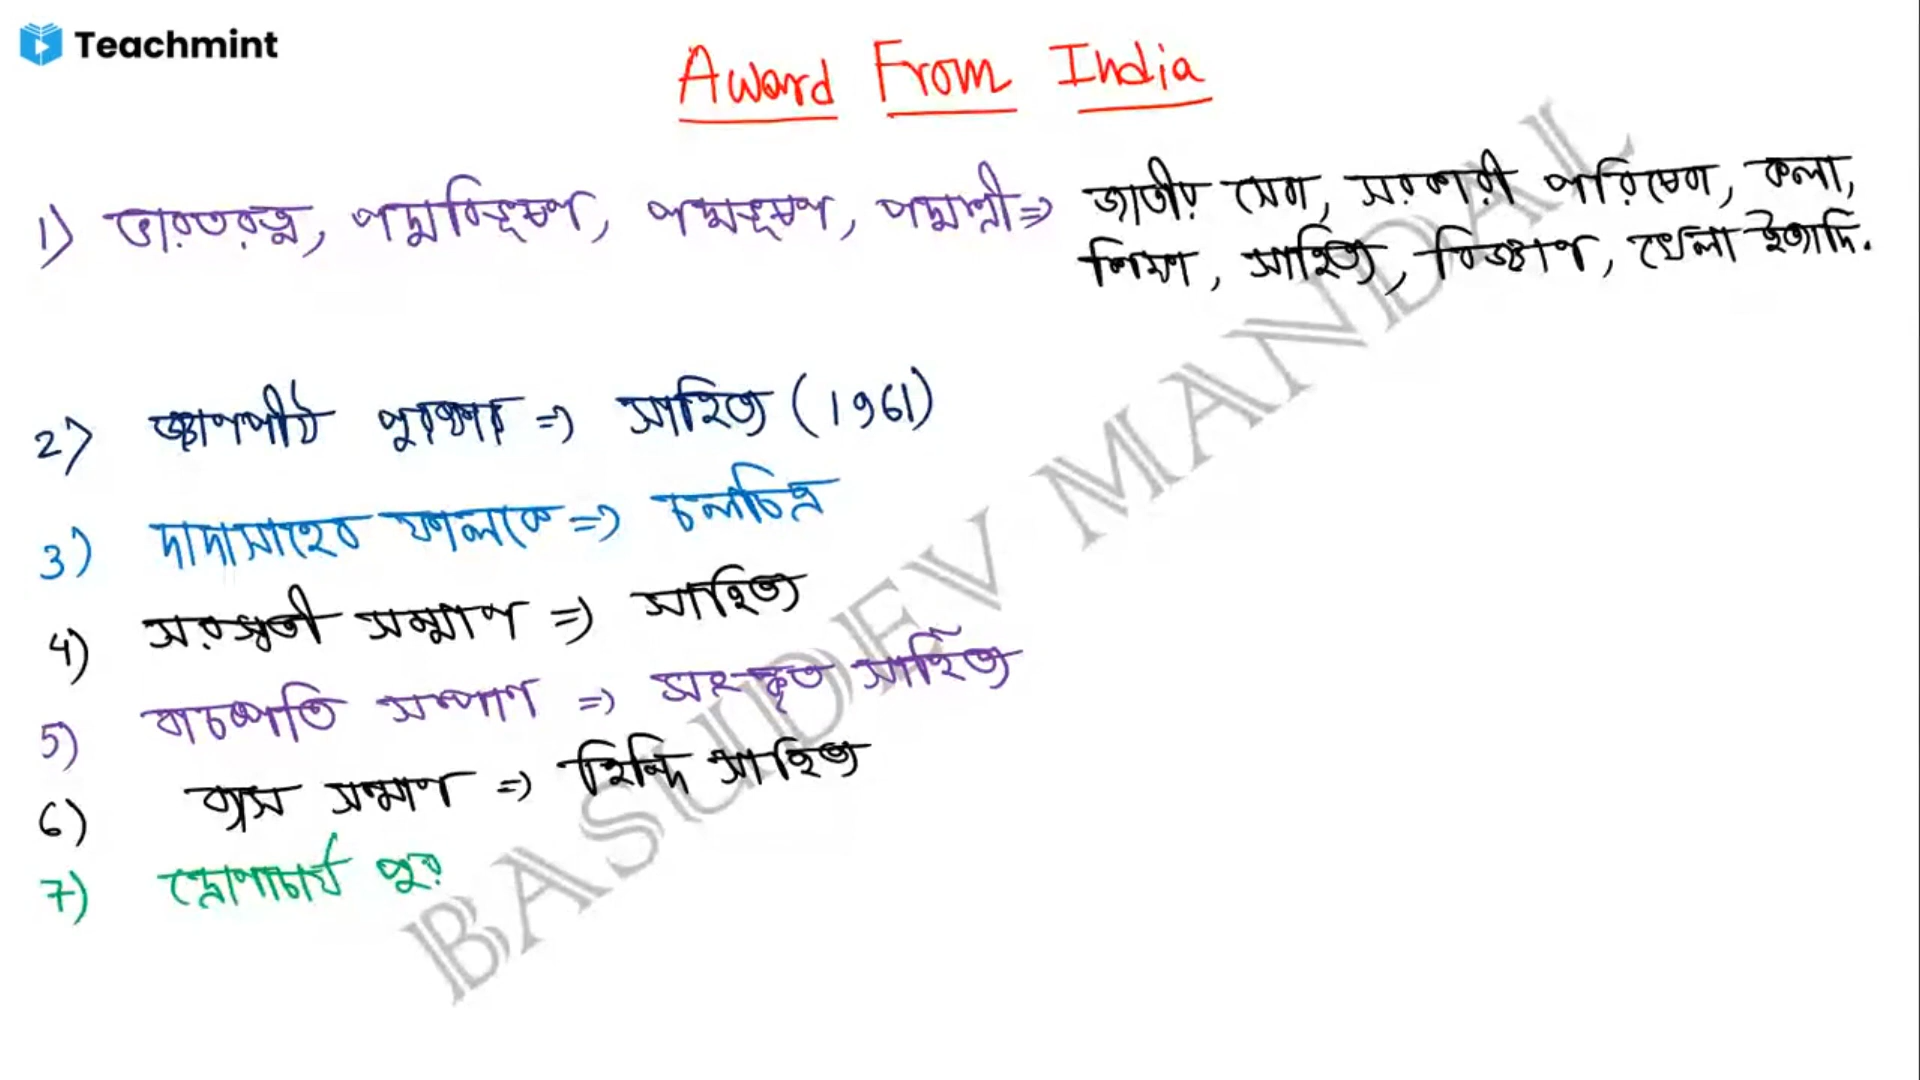 Teachmint
Award From India
1) ভারতরত্ন, পদ্মবিভূষণ, পদ্মভূষণ, পদ্মশ্রী => জাতীয় সেবা, সরকারী পরিষেবা, কলা,
শিক্ষা, সাহিত্য, বিজ্ঞাণ, খেলা ইত্যাদি.
2) জ্ঞাণপীঠ পুরস্কার => সাহিত্য (1961)
3) দাদাসাহেব ফালকে => চলচিত্র
4) সরস্বতী সম্মাণ => সাহিত্য
5) বাচস্পতি সম্মাণ => সংস্কৃত সাহিত্য
6) ব্যাস সম্মাণ => হিন্দি সাহিত্য
7) দ্রোণাচার্য পুর
BASUDEV MANDAL